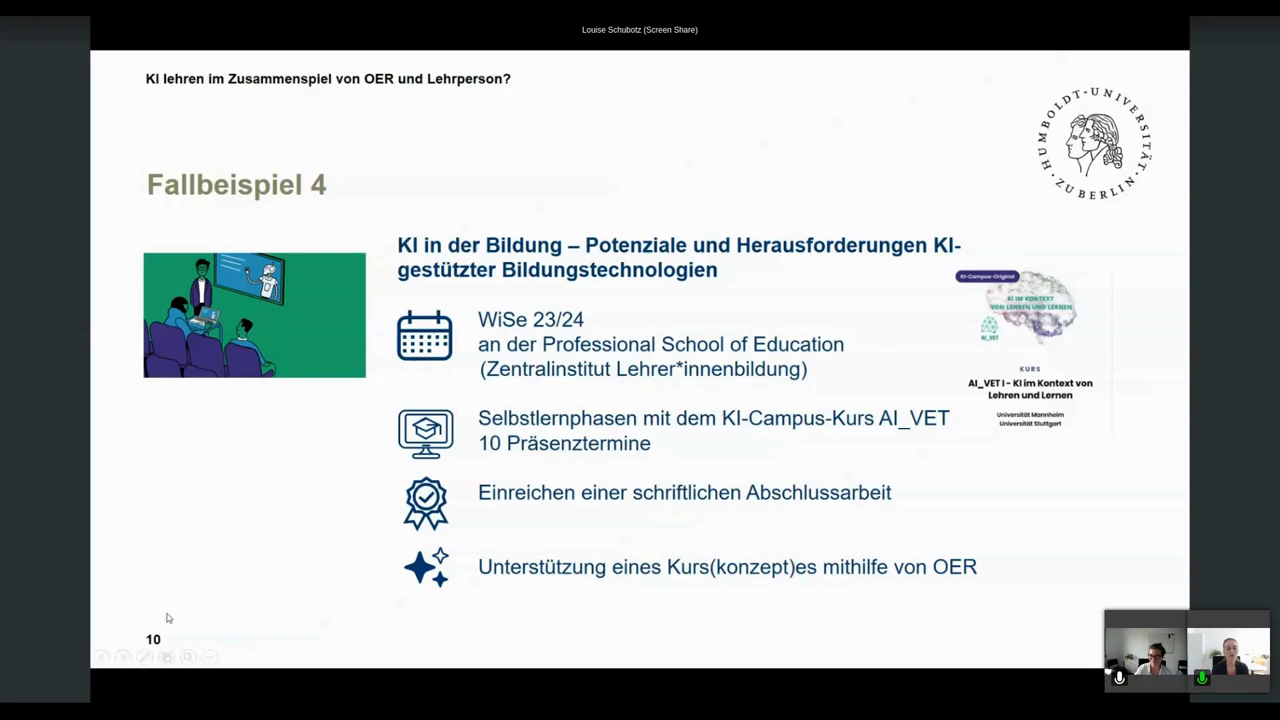 Louise Schubotz (Screen Share)
KI lehren im Zusammenspiel von OER und Lehrperson?
HUMBOLDT-UNIVERSITÄT
ZU BERLIN
Fallbeispiel 4
KI in der Bildung – Potenziale und Herausforderungen KI-
gestützter Bildungstechnologien
WiSe 23/24
an der Professional School of Education
(Zentralinstitut Lehrer*innenbildung)
Selbstlernphasen mit dem KI-Campus-Kurs AI_VET
10 Präsenztermine
Einreichen einer schriftlichen Abschlussarbeit
Unterstützung eines Kurs(konzept)es mithilfe von OER
KI-Campus-Original
KI IM KONTEXT
VON LEHREN UND LERNEN
AI_VET
KURS
AI_VET I - KI im Kontext von
Lehren und Lernen
Universität Mannheim
Universität Stuttgart
10